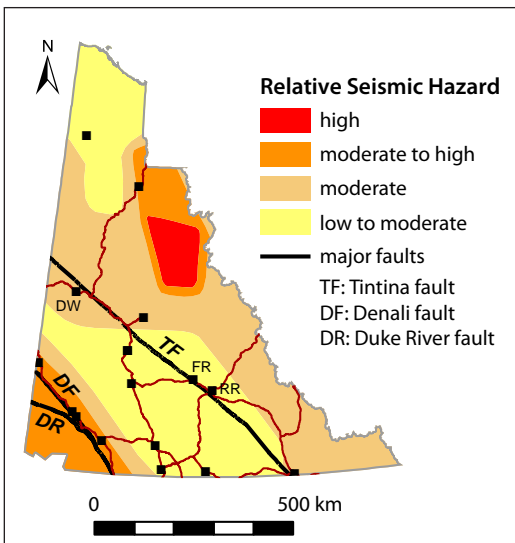 N
Relative Seismic Hazard
high
moderate to high
moderate
low to moderate
major faults
TF: Tintina fault
DF: Denali fault
DR: Duke River fault
DW
TF
FR
RR
DF
DR
0 500 km